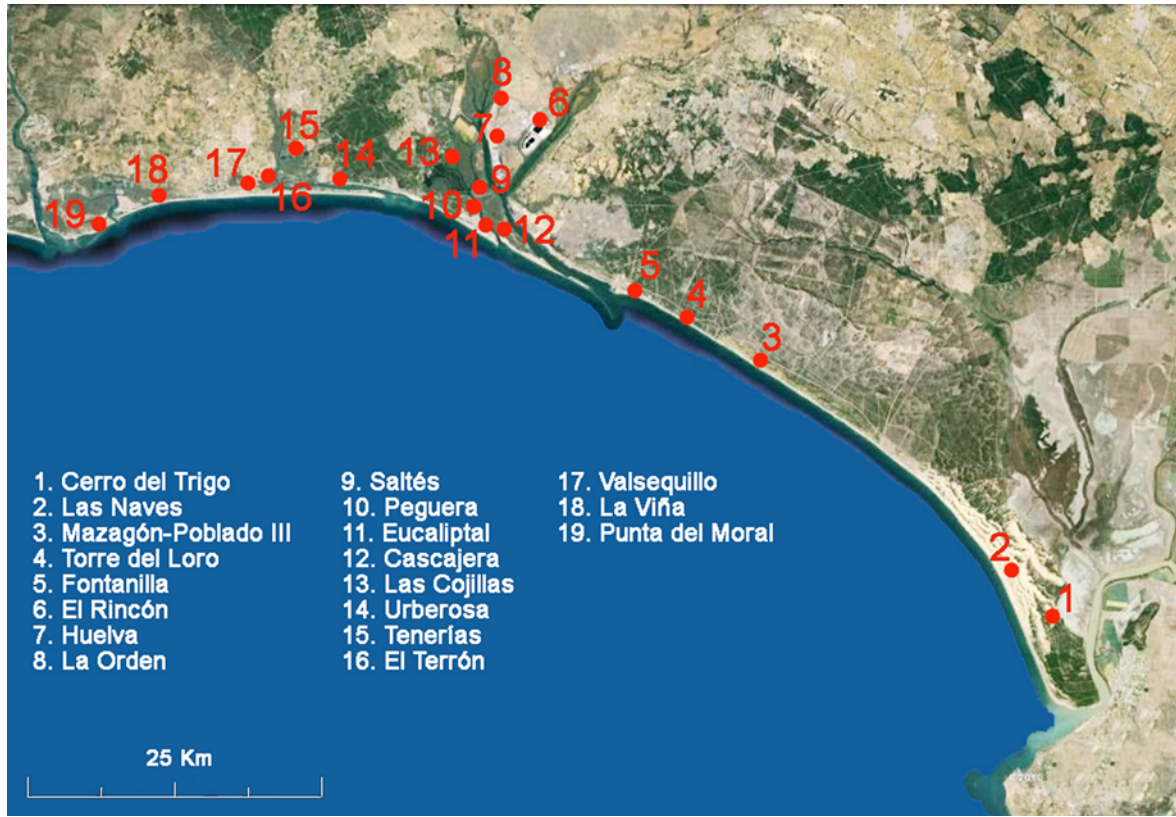 8
6
7
15
13
14
17
18
9
16
10
19
11
12
5
4
3
2
1
1. Cerro del Trigo
2. Las Naves
3. Mazagón-Poblado III
4. Torre del Loro
5. Fontanilla
6. El Rincón
7. Huelva
8. La Orden
9. Saltés
10. Peguera
11. Eucaliptal
12. Cascajera
13. Las Cojillas
14. Urberosa
15. Tenerías
16. El Terrón
17. Valsequillo
18. La Viña
19. Punta del Moral
25 Km